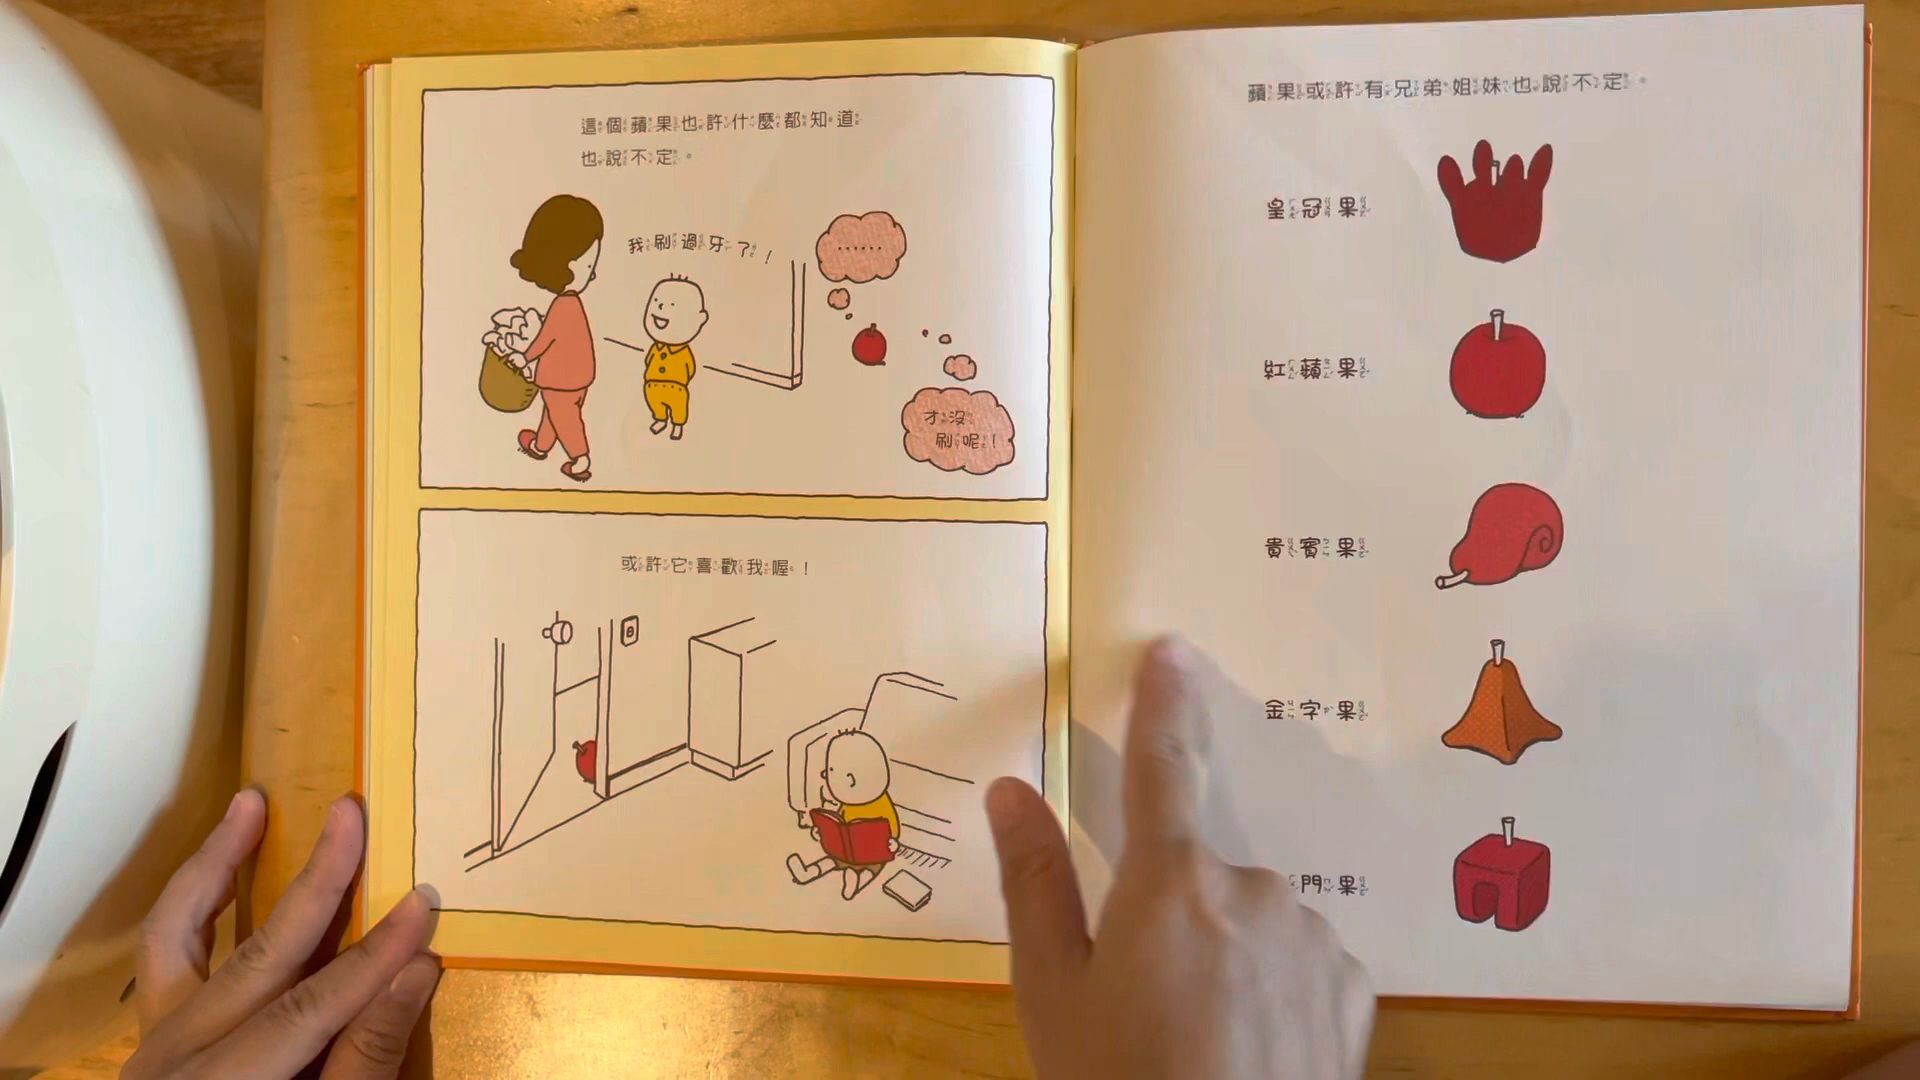 這個蘋果也許什麼都知道
也說不定。
我刷過牙了！
……
才沒
刷呢！
或許它喜歡我喔！
蘋果或許有兄弟姐妹也說不定。
皇冠果
紅蘋果
貴賓果
金字果
門果